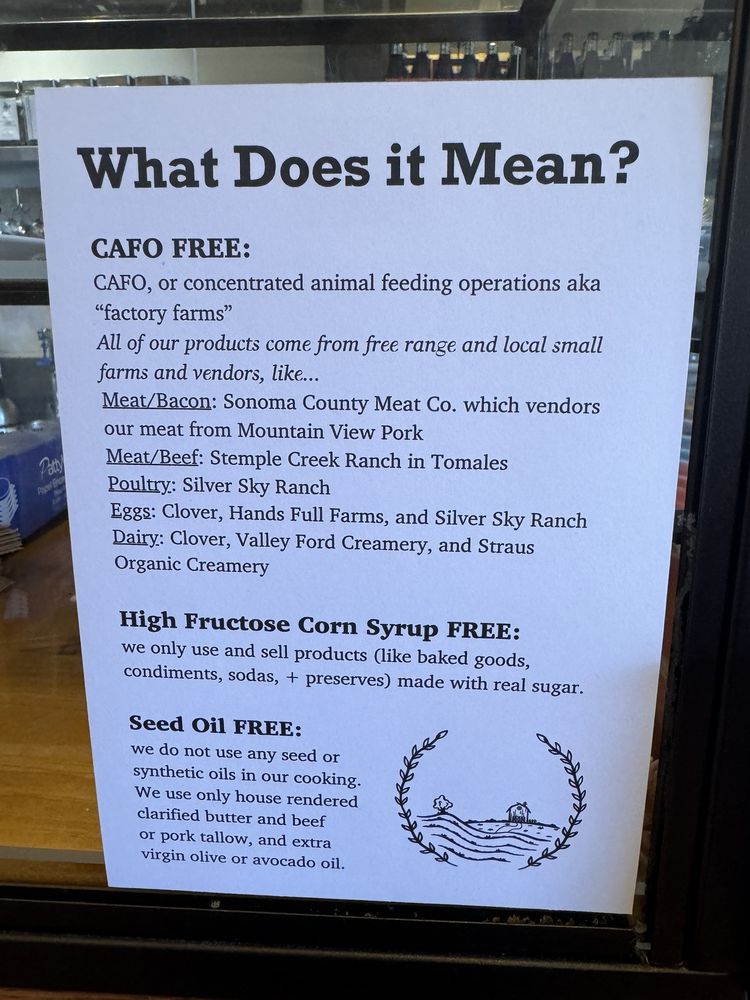 What Does it Mean?
CAFO FREE:
CAFO, or concentrated animal feeding operations aka
“factory farms”
All of our products come from free range and local small
farms and vendors, like...
Meat/Bacon: Sonoma County Meat Co. which vendors
our meat from Mountain View Pork
Meat/Beef: Stemple Creek Ranch in Tomales
Poultry: Silver Sky Ranch
Eggs: Clover, Hands Full Farms, and Silver Sky Ranch
Dairy: Clover, Valley Ford Creamery, and Straus
Organic Creamery
High Fructose Corn Syrup FREE:
we only use and sell products (like baked goods,
condiments, sodas, + preserves) made with real sugar.
Seed Oil FREE:
we do not use any seed or
synthetic oils in our cooking.
We use only house rendered
clarified butter and beef
or pork tallow, and extra
virgin olive or avocado oil.
Patty